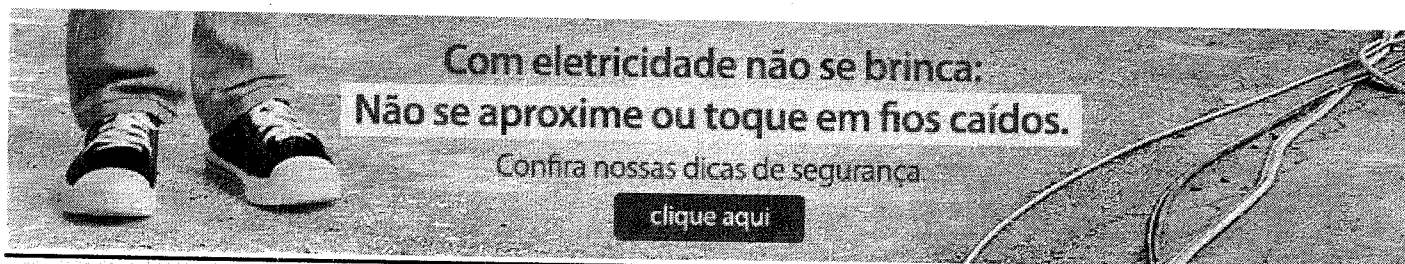 Com eletricidade não se brinca:
Não se aproxime ou toque em fios caídos.
Confira nossas dicas de segurança.
clique aqui